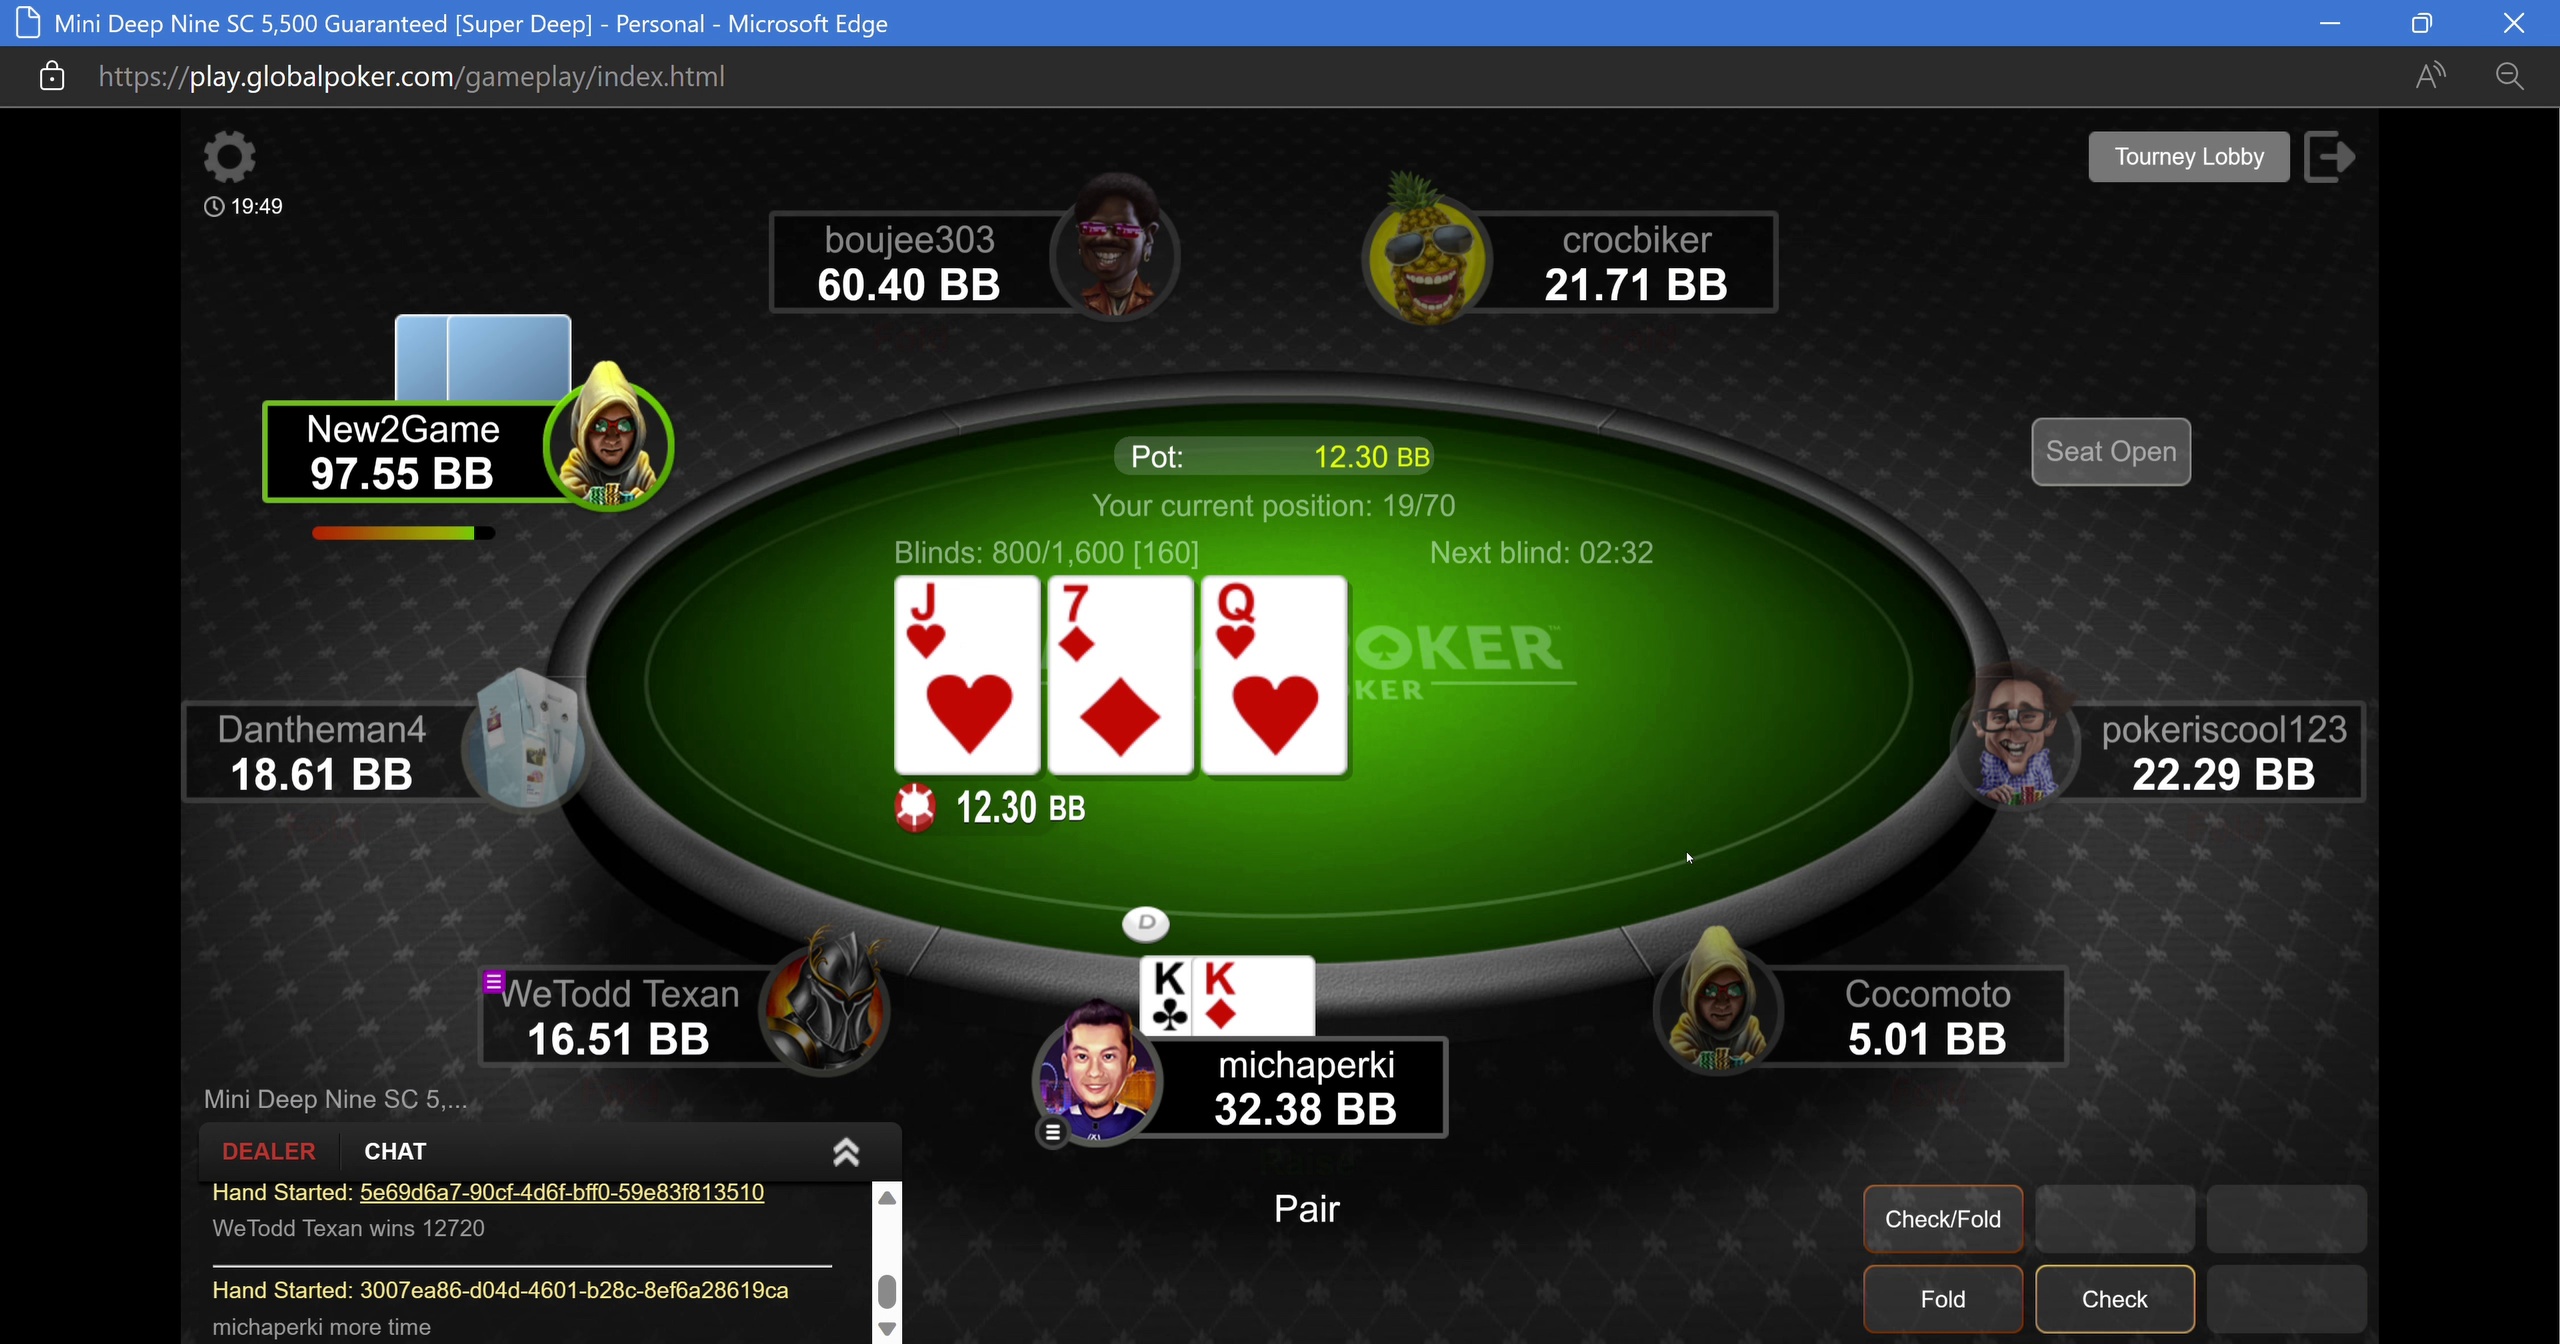 Mini Deep Nine SC 5,500 Guaranteed [Super Deep] - Personal - Microsoft Edge
https://play.globalpoker.com/gameplay/index.html
Tourney Lobby
19:49
boujee303
60.40 BB
crocbiker
21.71 BB
New2Game
97.55 BB
Pot: 12.30 BB
Your current position: 19/70
Seat Open
Blinds: 800/1,600 [160]
Next blind: 02:32
J
7
Q
POKER
KER
Dantheman4
18.61 BB
pokeriscool123
22.29 BB
12.30 BB
D
K
K
WeTodd Texan
16.51 BB
michaperki
32.38 BB
Cocomoto
5.01 BB
Mini Deep Nine SC 5,...
DEALER
CHAT
Hand Started: 5e69d6a7-90cf-4d6f-bff0-59e83f813510
WeTodd Texan wins 12720
Hand Started: 3007ea86-d04d-4601-b28c-8ef6a28619ca
michaperki more time
Pair
Check/Fold
Fold
Check